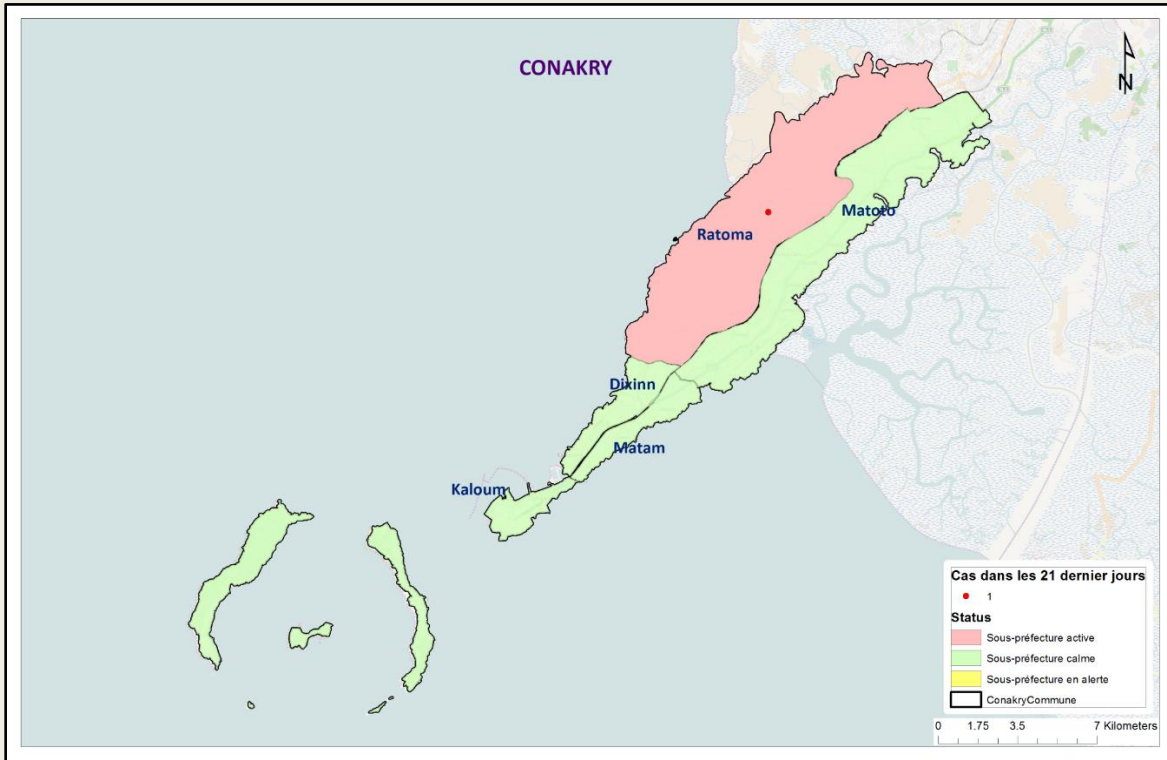 CONAKRY
N
Matoto
Ratoma
Dixinn
Matam
Kaloum
Cas dans les 21 dernier jours
1
Status
Sous-préfecture active
Sous-préfecture calme
Sous-préfecture en alerte
ConakryCommune
0 1.75 3.5 7 Kilometers